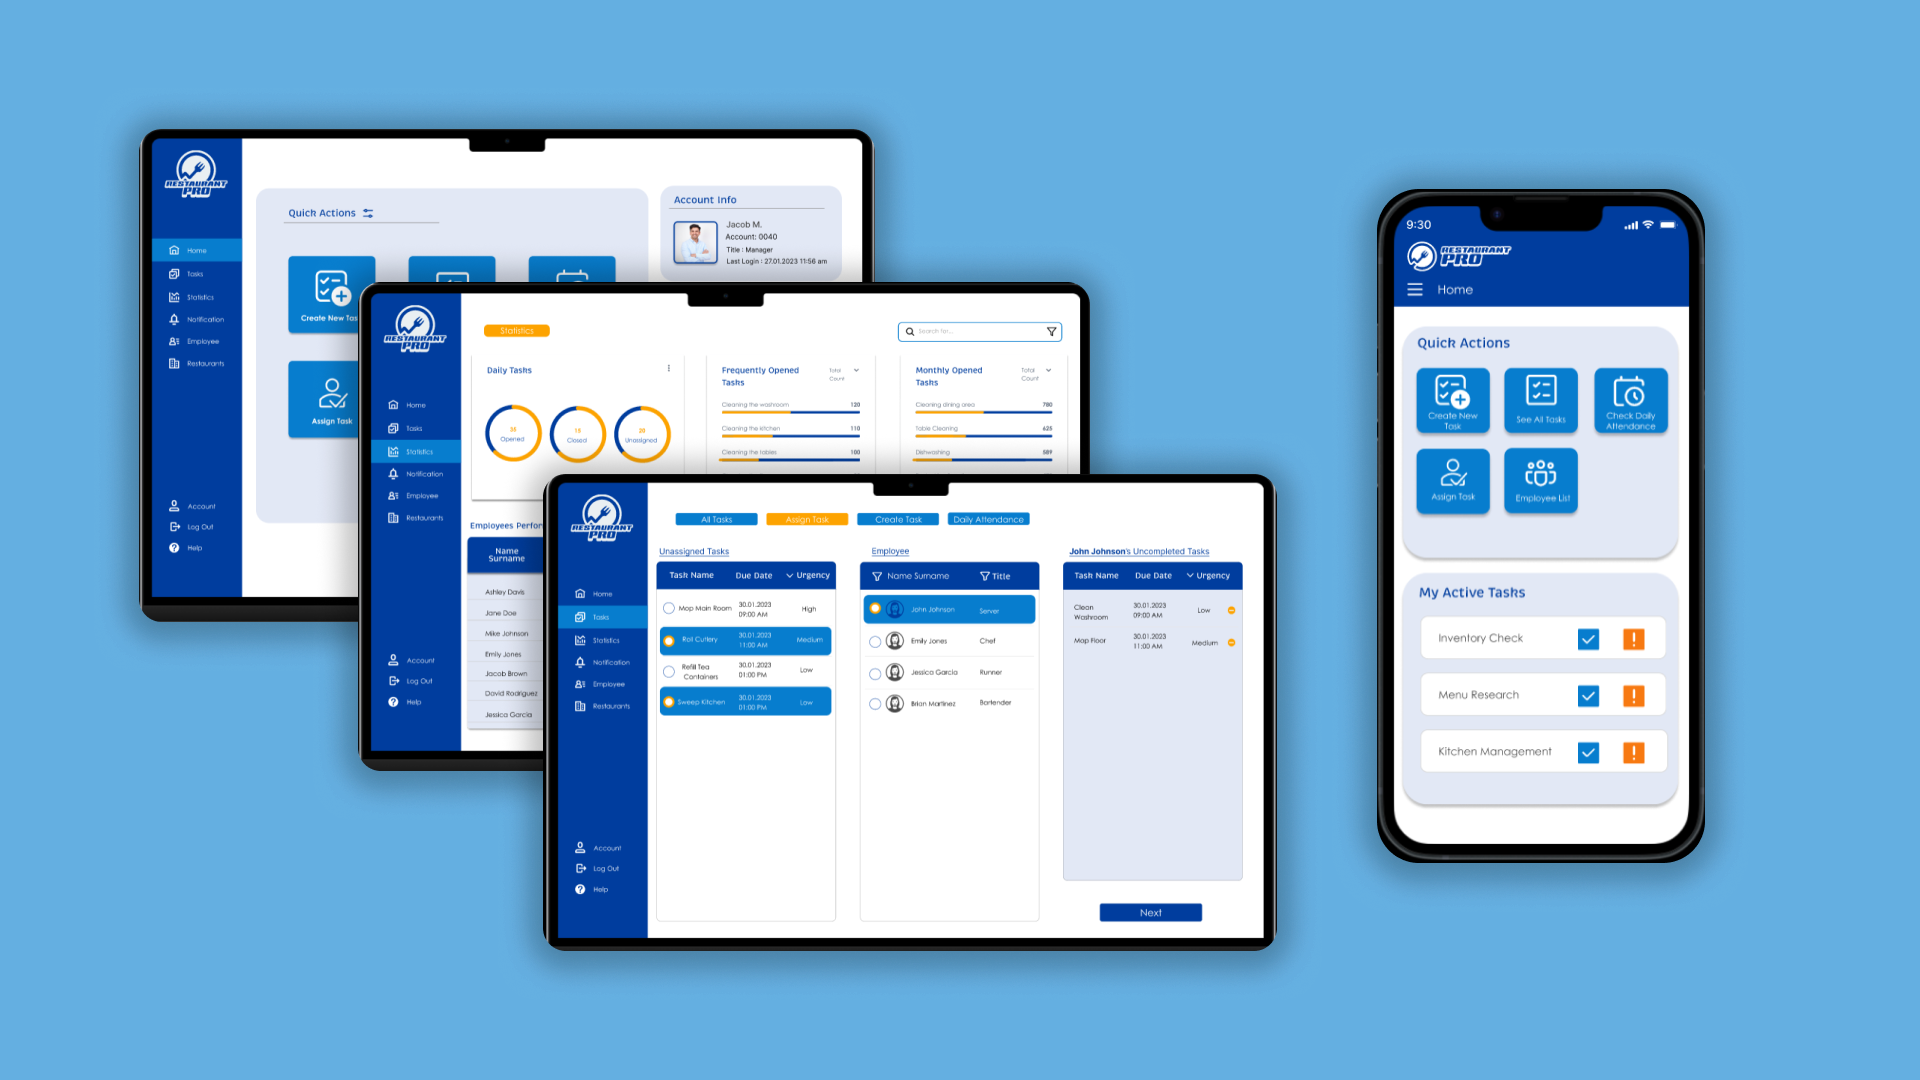 RESTAURANT
PRO
Home
Tasks
Statistics
Notification
Employee
Restaurants
Account
Log Out
Help
Quick Actions
Create New Tas
Assign Task
Account Info
Jacob M.
Account: 0040
Title : Manager
Last Login : 27.01.2023 11:56 am
RESTAURANT
PRO
Home
Tasks
Statistics
Notification
Employee
Restaurants
Account
Log Out
Help
Statistics
Search for...
Daily Tasks
Opened
15
Closed
20
Unassigned
Frequently Opened
Tasks
Total
Count
Cleaning the washroom 120
Cleaning the kitchen 110
Cleaning the tables 100
Monthly Opened
Tasks
Total
Count
Cleaning dining area 780
Table Cleaning 625
Dishwashing 589
Employees Perfor
Name
Surname
Ashley Davis
Jane Doe
Mike Johnson
Emily Jones
Jacob Brown
David Rodriguez
Jessica Garcia
RESTAURANT
PRO
Home
Tasks
Statistics
Notification
Employee
Restaurants
Account
Log Out
Help
All Tasks Assign Task Create Task Daily Attendance
Unassigned Tasks
Task Name Due Date Urgency
Mop Main Room 30.01.2023 09:00 AM High
Roll Cutlery 30.01.2023 11:00 AM Medium
Refill Tea Containers 30.01.2023 01:00 PM Low
Sweep Kitchen 30.01.2023 01:00 PM Low
Employee
Name Surname Title
John Johnson Server
Emily Jones Chef
Jessica Garcia Runner
Brian Martinez Bartender
John Johnson's Uncompleted Tasks
Task Name Due Date Urgency
Clean Washroom 30.01.2023 09:00 AM Low
Mop Floor 30.01.2023 11:00 AM Medium
Next
9:30
RESTAURANT
PRO
Home
Quick Actions
Create New
Task
See All Tasks
Check Daily
Attendance
Assign Task
Employee List
My Active Tasks
Inventory Check
Menu Research
Kitchen Management